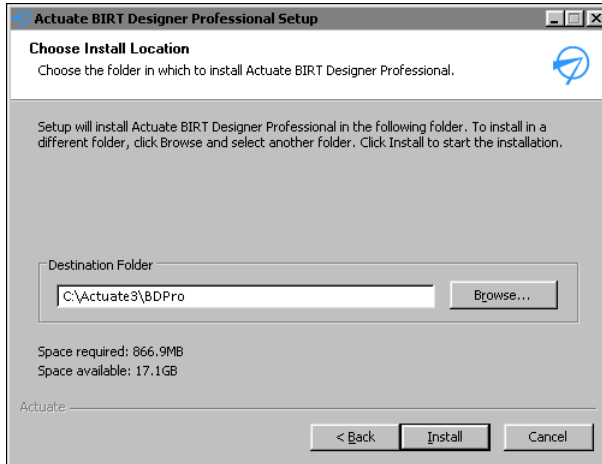 Actuate BIRT Designer Professional Setup
Choose Install Location
Choose the folder in which to install Actuate BIRT Designer Professional.
Setup will install Actuate BIRT Designer Professional in the following folder. To install in a
different folder, click Browse and select another folder. Click Install to start the installation.
Destination Folder
C:\Actuate3\BDPro
Browse...
Space required: 866.9MB
Space available: 17.1GB
Actuate
< Back
Install
Cancel